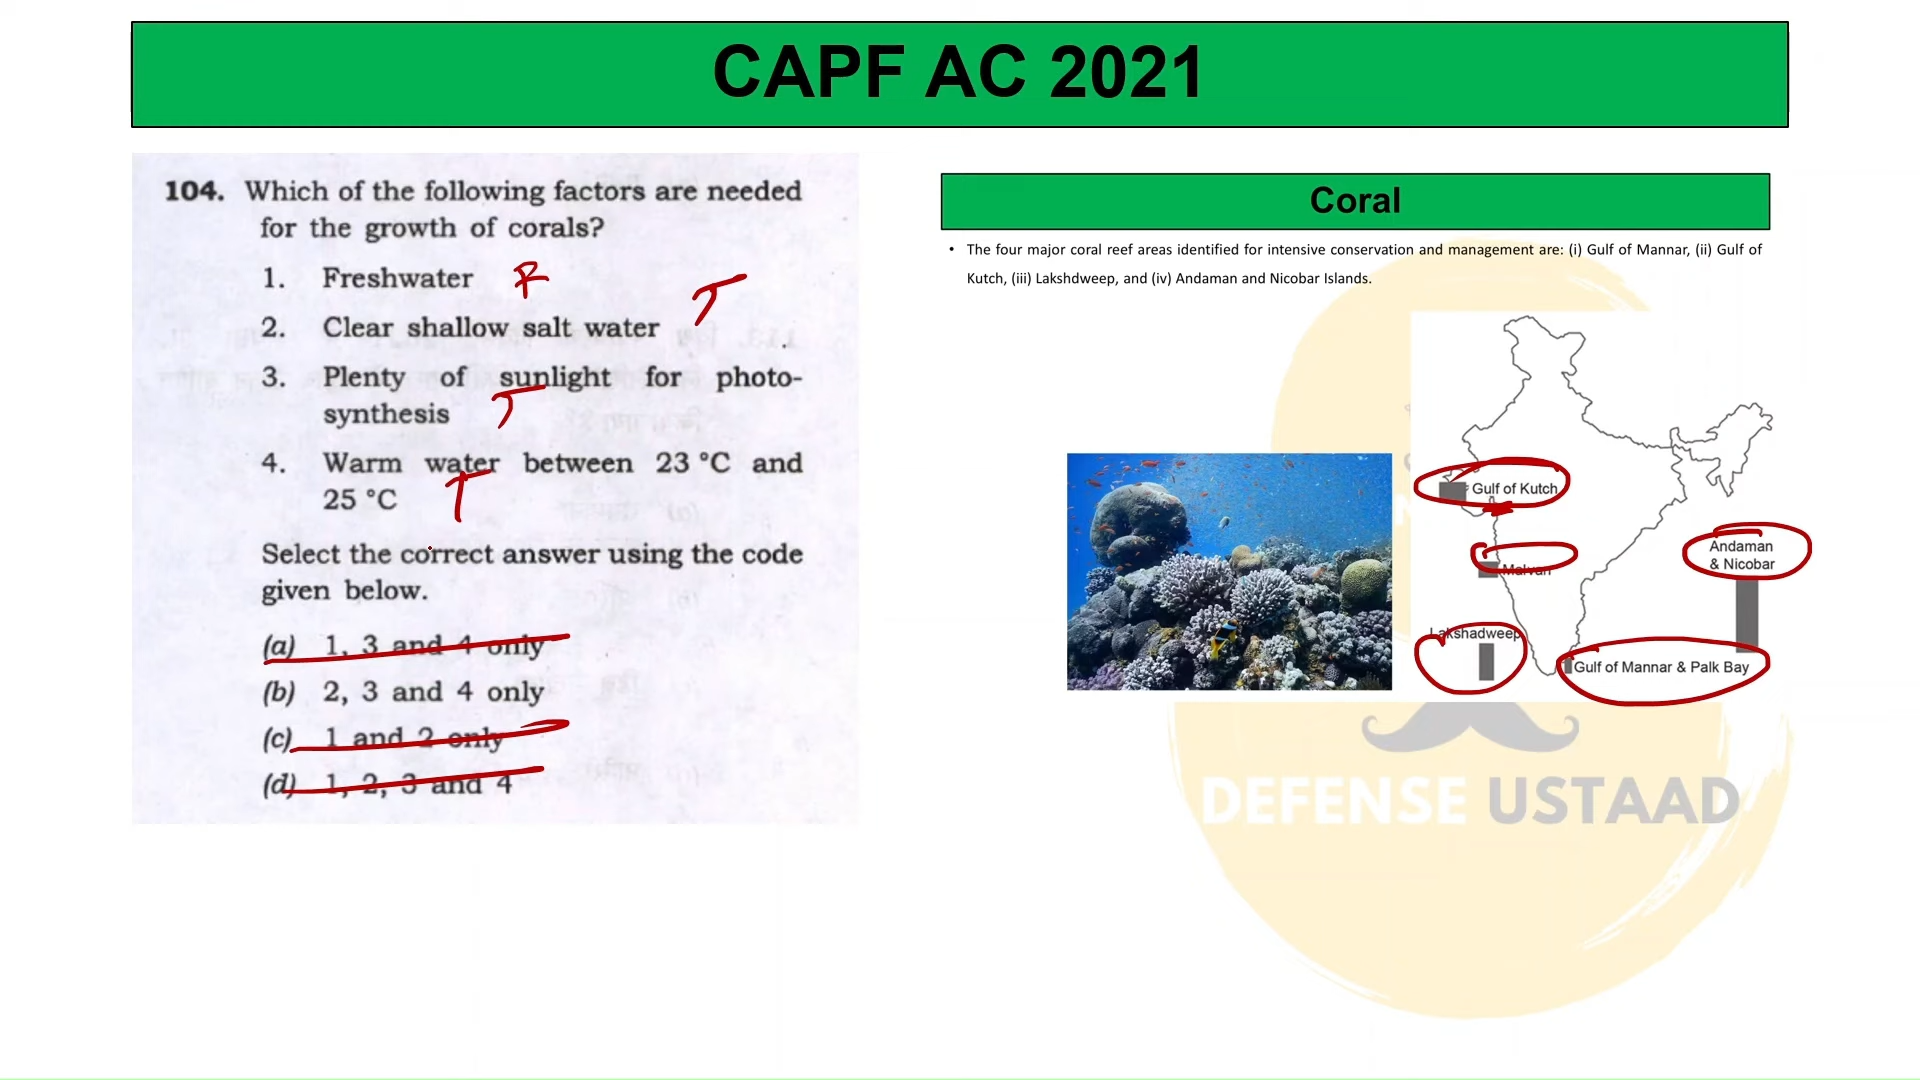 CAPF AC 2021
104. Which of the following factors are needed
for the growth of corals?
1. Freshwater F
2. Clear shallow salt water T
3. Plenty of sunlight for photo-
synthesis T
4. Warm water between 23 °C and
25 °C T
Select the correct answer using the code
given below.
(a) 1, 3 and 4 only
(b) 2, 3 and 4 only
(c) 1 and 2 only
(d) 1, 2, 3 and 4
Coral
• The four major coral reef areas identified for intensive conservation and management are: (i) Gulf of Mannar, (ii) Gulf of
Kutch, (iii) Lakshdweep, and (iv) Andaman and Nicobar Islands.
Gulf of Kutch
Malvan
Andaman
& Nicobar
Lakshadweep
Gulf of Mannar & Palk Bay
DEFENSE USTAAD